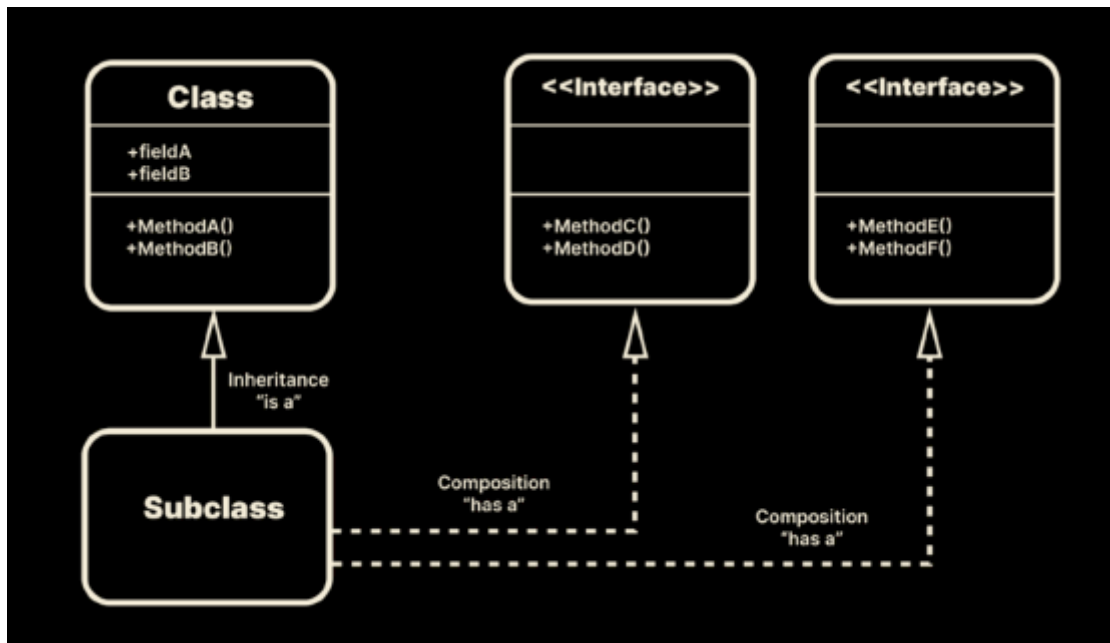 Class
+fieldA
+fieldB
+MethodA()
+MethodB()
<<Interface>>
+MethodC()
+MethodD()
<<Interface>>
+MethodE()
+MethodF()
Inheritance
“is a”
Subclass
Composition
“has a”
Composition
“has a”